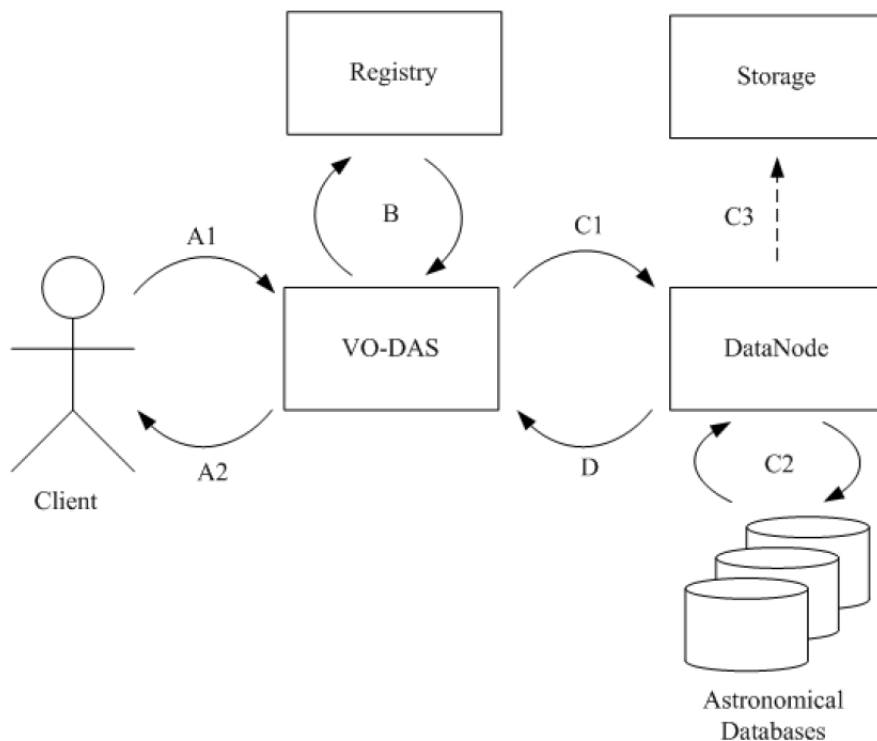 Registry
Storage
A1
B
C1
C3
VO-DAS
DataNode
A2
D
C2
Client
Astronomical
Databases